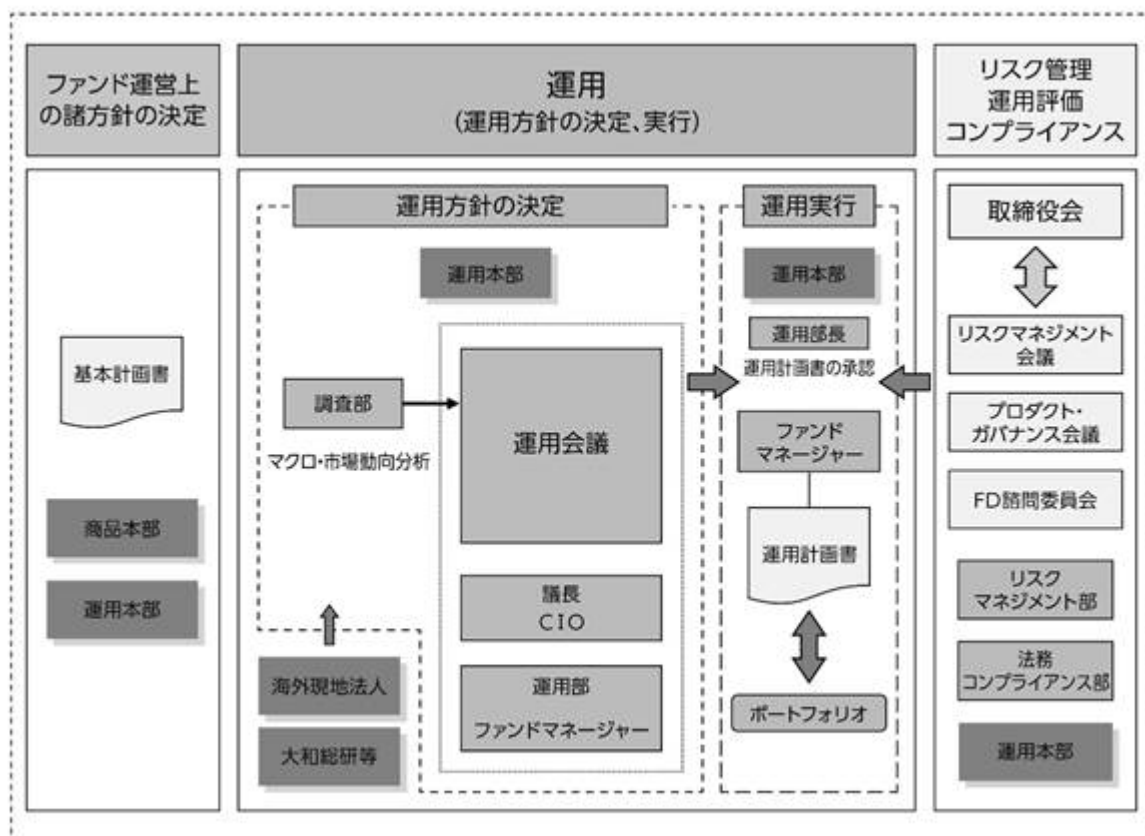 ファンド運営上
の諸方針の決定
運用
(運用方針の決定、実行)
リスク管理
運用評価
コンプライアンス
基本計画書
商品本部
運用本部
運用方針の決定
運用本部
調査部
マクロ・市場動向分析
運用会議
議長
CIO
運用部
ファンドマネージャー
海外現地法人
大和総研等
運用実行
運用本部
運用部長
運用計画書の承認
ファンド
マネージャー
運用計画書
ポートフォリオ
取締役会
リスクマネジメント
会議
プロダクト・
ガバナンス会議
FD諮問委員会
リスク
マネジメント部
法務
コンプライアンス部
運用本部